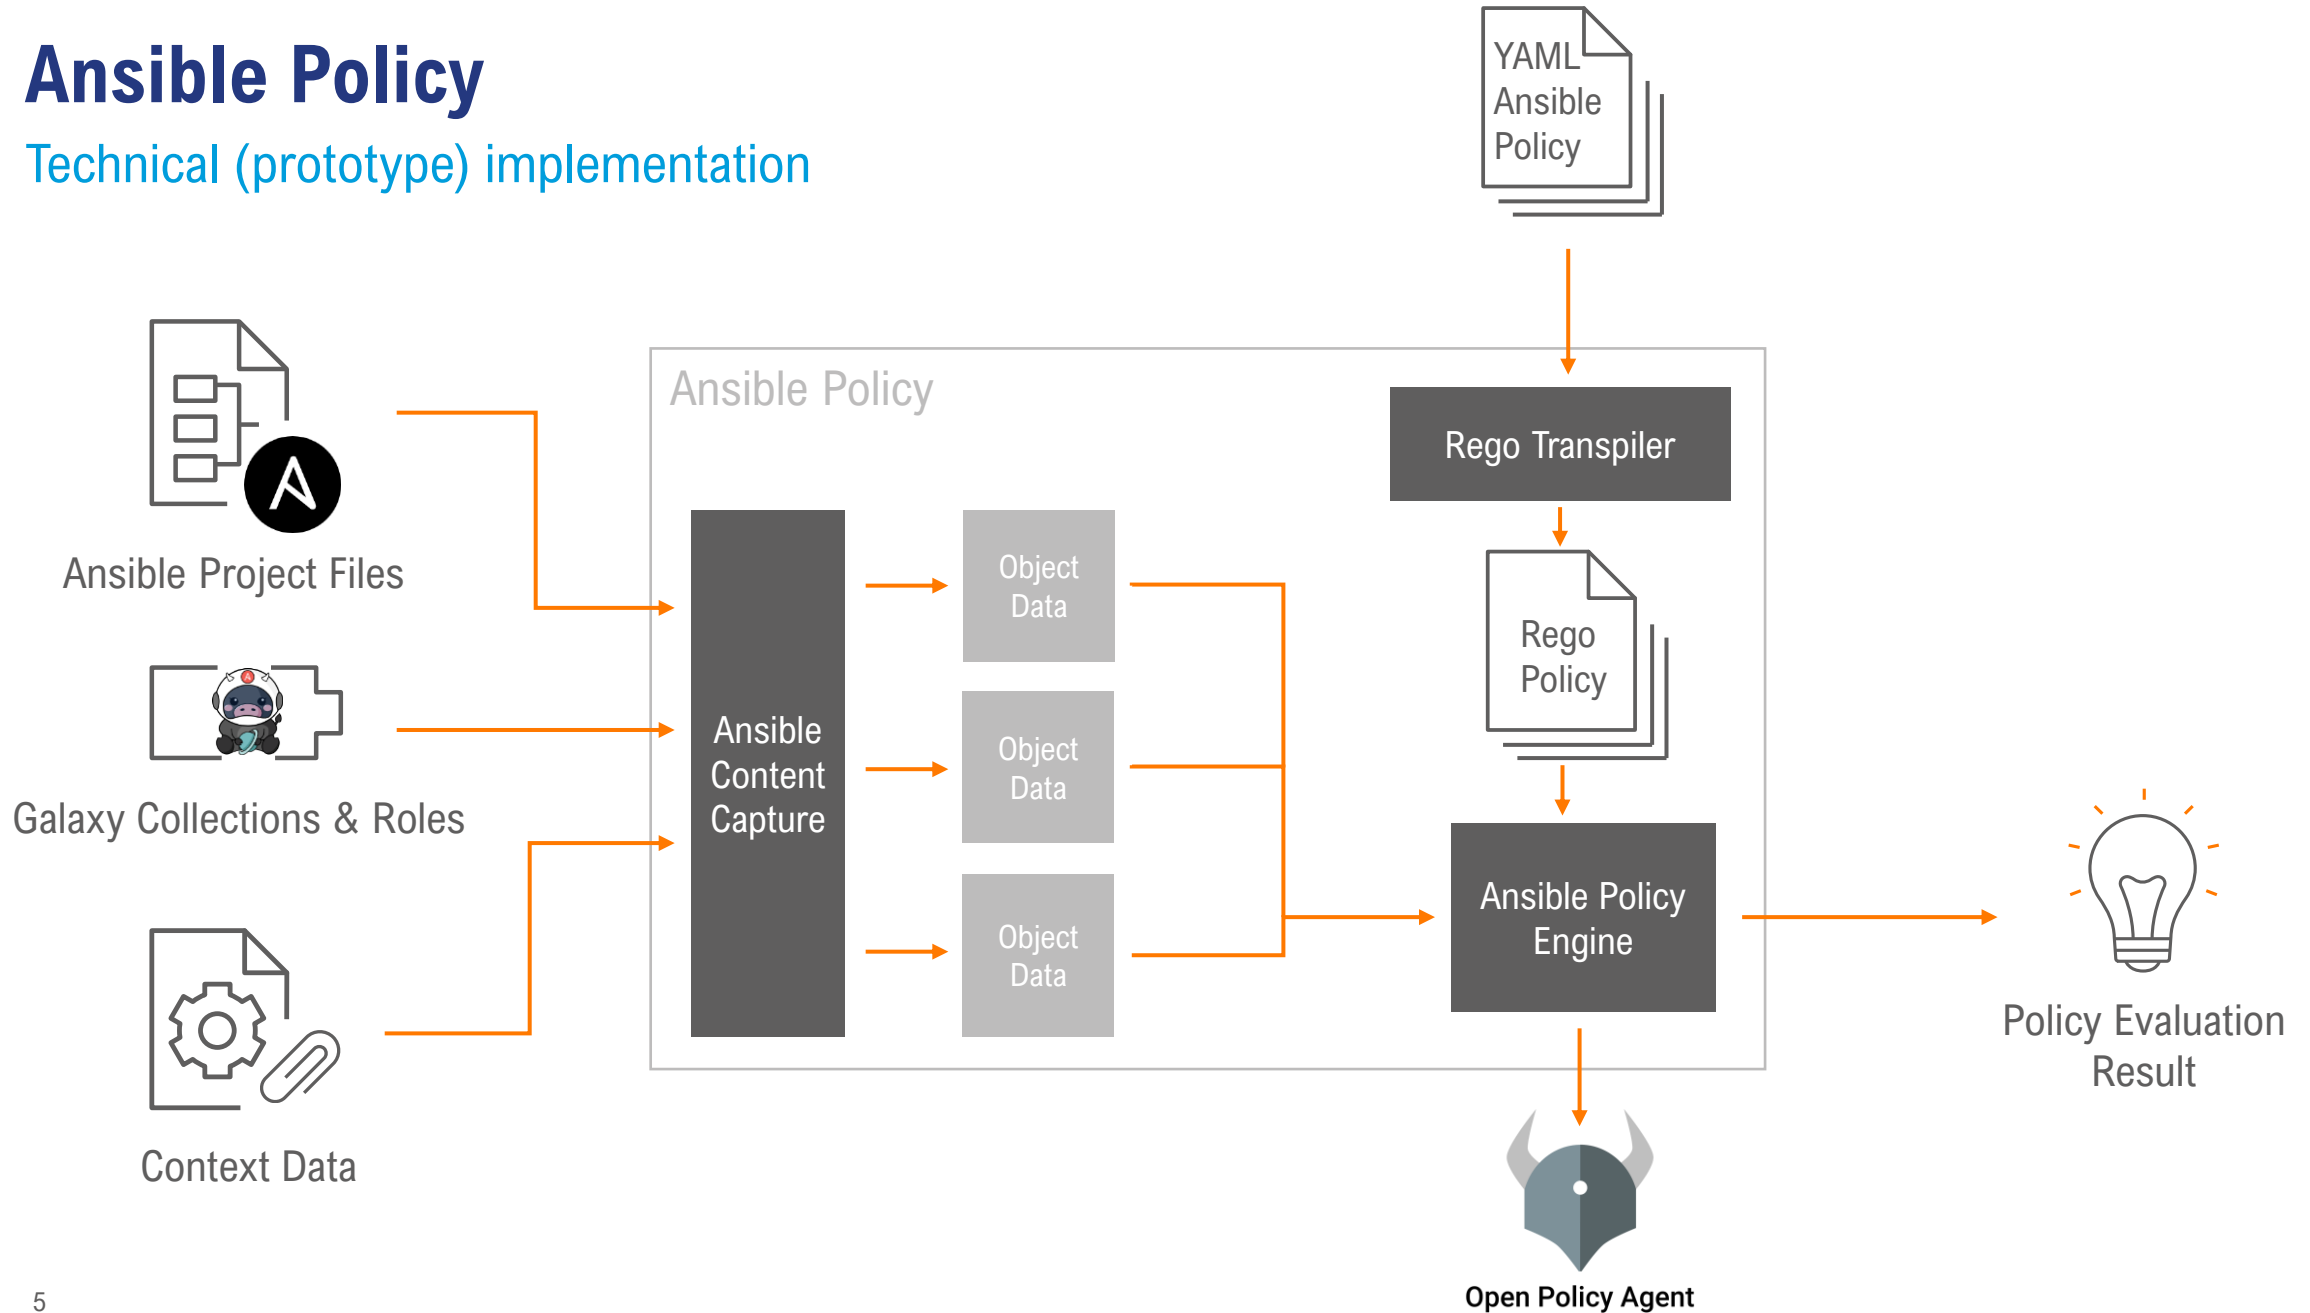 Ansible Policy
Technical (prototype) implementation
YAML
Ansible
Policy
Ansible Project Files
Galaxy Collections & Roles
Context Data
Ansible Policy
Ansible
Content
Capture
Object
Data
Object
Data
Object
Data
Rego Transpiler
Rego
Policy
Ansible Policy
Engine
Policy Evaluation
Result
Open Policy Agent
5